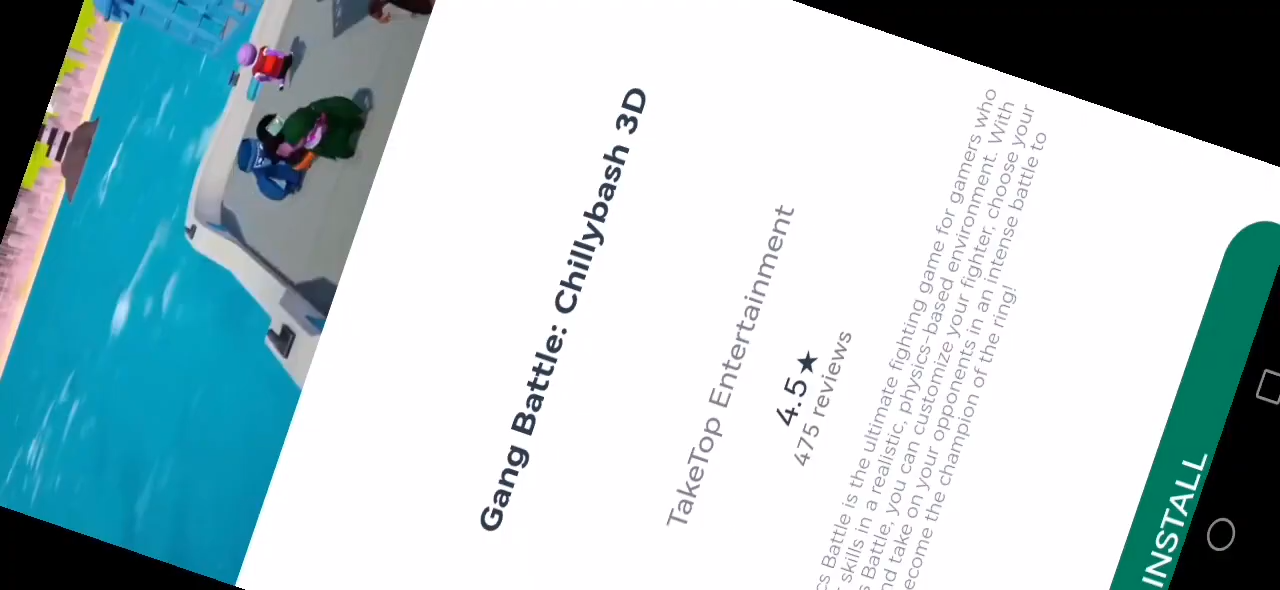 Gang Battle: Chillybash 3D
TakeTop Entertainment
4.5★
475 reviews
Battle is the ultimate fighting game for gamers who
skills in a realistic, physics-based environment. With
Battle, you can customize your fighter, choose your
take on your opponents in an intense battle to
the champion of the ring!
INSTALL